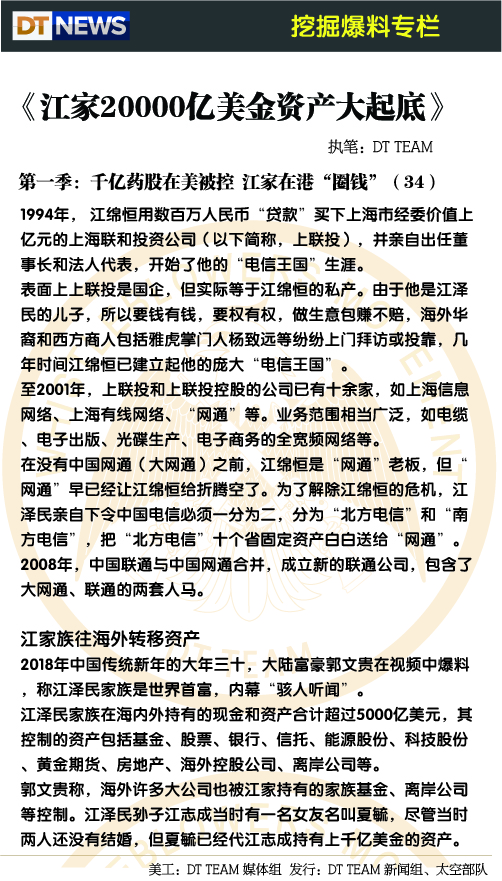 DT NEWS 挖掘爆料专栏
《江家20000亿美金资产大起底》
执笔：DT TEAM
第一季：千亿药股在美被控 江家在港“圈钱”（34）
1994年， 江绵恒用数百万人民币“贷款”买下上海市经委价值上
亿元的上海联和投资公司（以下简称，上联投），并亲自出任董
事长和法人代表，开始了他的“电信王国”生涯。
表面上上联投是国企，但实际等于江绵恒的私产。由于他是江泽
民的儿子，所以要钱有钱，要权有权，做生意包赚不赔，海外华
裔和西方商人包括雅虎掌门人杨致远等纷纷上门拜访或投靠，几
年时间江绵恒已建立起他的庞大“电信王国”。
至2001年，上联投和上联投控股的公司已有十余家，如上海信息
网络、上海有线网络、“网通”等。业务范围相当广泛，如电缆
、电子出版、光碟生产、电子商务的全宽频网络等。
在没有中国网通（大网通）之前，江绵恒是“网通”老板，但“
网通”早已经让江绵恒给折腾空了。为了解除江绵恒的危机，江
泽民亲自下令中国电信必须一分为二，分为“北方电信”和“南
方电信”，把“北方电信”十个省固定资产白白送给“网通”。
2008年，中国联通与中国网通合并，成立新的联通公司，包含了
大网通、联通的两套人马。
江家族往海外转移资产
2018年中国传统新年的大年三十，大陆富豪郭文贵在视频中爆料
，称江泽民家族是世界首富，内幕“骇人听闻”。
江泽民家族在海内外持有的现金和资产合计超过5000亿美元，其
控制的资产包括基金、股票、银行、信托、能源股份、科技股份
、黄金期货、房地产、海外控股公司、离岸公司等。
郭文贵称，海外许多大公司也被江家持有的家族基金、离岸公司
等控制。江泽民孙子江志成当时有一名女友名叫夏毓，尽管当时
两人还没有结婚，但夏毓已经代江志成持有上千亿美金的资产。
美工：DT TEAM 媒体组 发行：DT TEAM 新闻组、太空部队